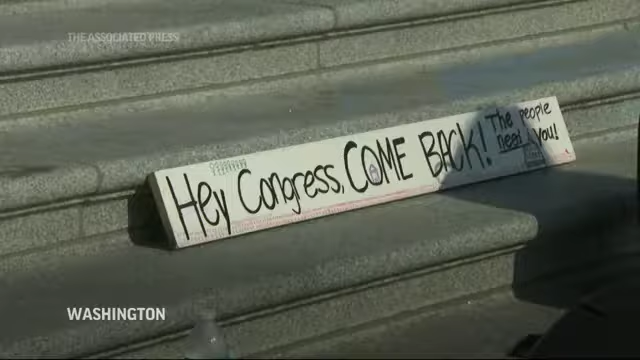 THE ASSOCIATED PRESS
Hey Congress, COME BACK! The people
need you!
WASHINGTON